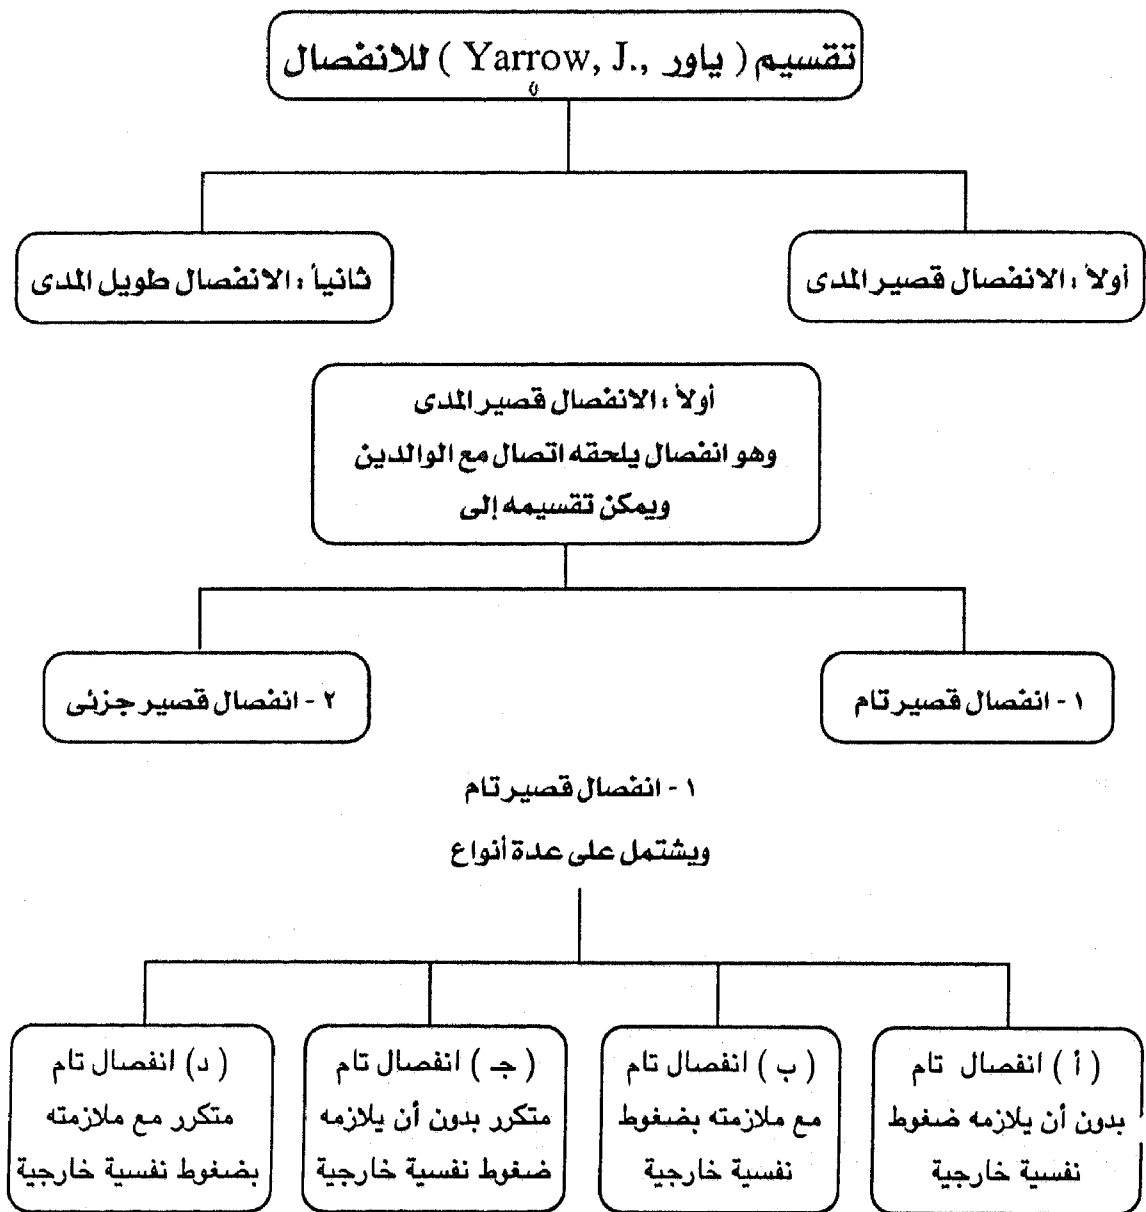 تقسيم ( ياور Yarrow, J., ) للانفصال
أولاً : الانفصال قصير المدى
ثانياً : الانفصال طويل المدى
أولاً : الانفصال قصير المدى
وهو انفصال يلحقه اتصال مع الوالدين
ويمكن تقسيمه إلى
١ - انفصال قصير تام
٢ - انفصال قصير جزئى
١ - انفصال قصير تام
ويشتمل على عدة أنواع
( أ ) انفصال تام
بدون أن يلازمه ضغوط
نفسية خارجية
( ب ) انفصال تام
مع ملازمته بضغوط
نفسية خارجية
( جـ ) انفصال تام
متكرر بدون أن يلازمه
ضغوط نفسية خارجية
( د ) انفصال تام
متكرر مع ملازمته
بضغوط نفسية خارجية